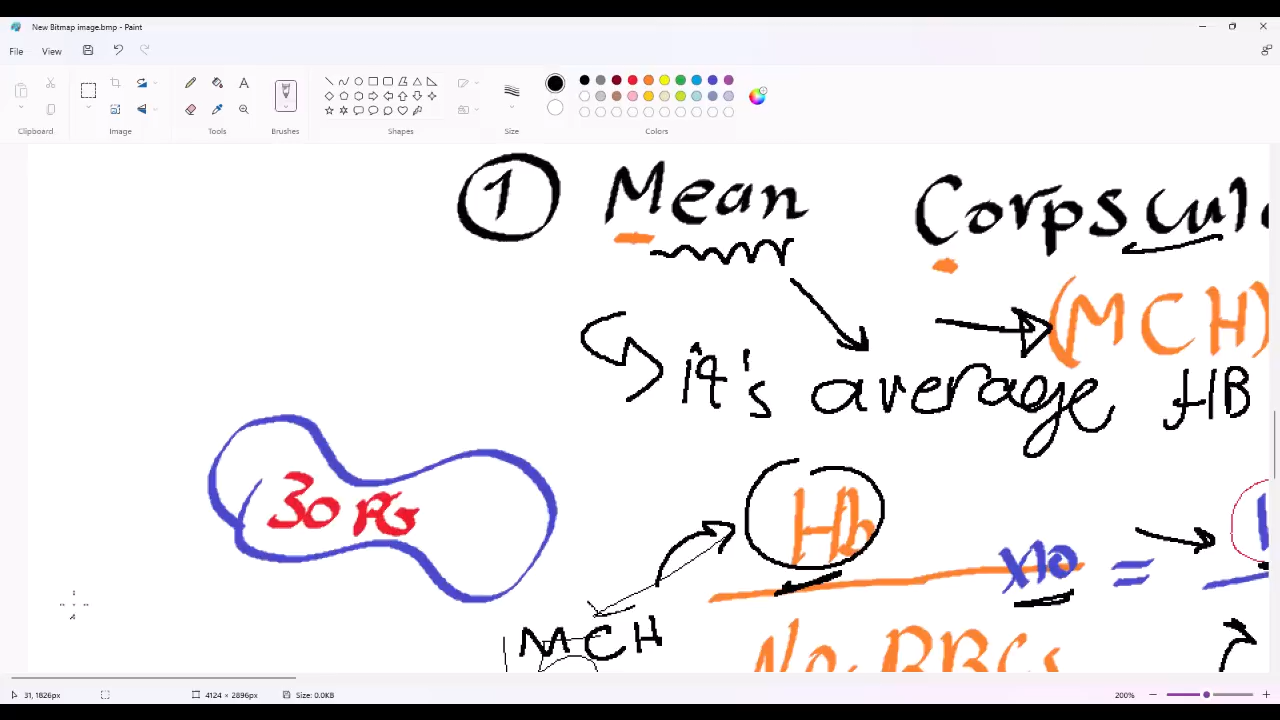 New Bitmap image.bmp - Paint
File View
Clipboard Image Tools Brushes Shapes Size Colors
1 Mean Corpscul
(MCH)
it's average HB
30 PG
Hb
x10 =
MCH
No RBCs
31, 1826px 4124 × 2896px Size: 0.0KB 200%